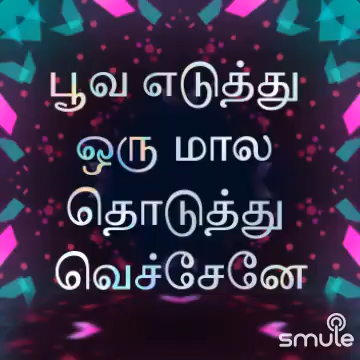 பூவ எடுத்து
ஒரு மால
தொடுத்து
வெச்சேனே
smule